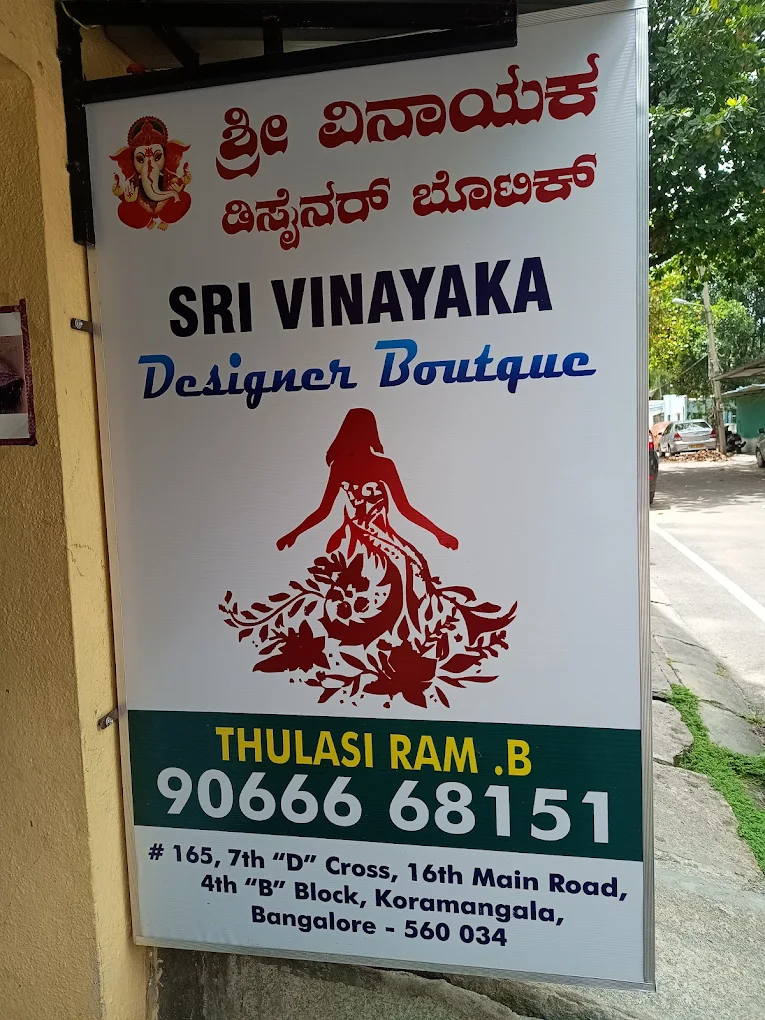 ಶ್ರೀ ವಿನಾಯಕ
ಡಿಸೈನರ್ ಬೊಟಿಕ್
SRI VINAYAKA
Designer Boutque
THULASI RAM .B
90666 68151
# 165, 7th "D" Cross, 16th Main Road,
4th "B" Block, Koramangala,
Bangalore - 560 034